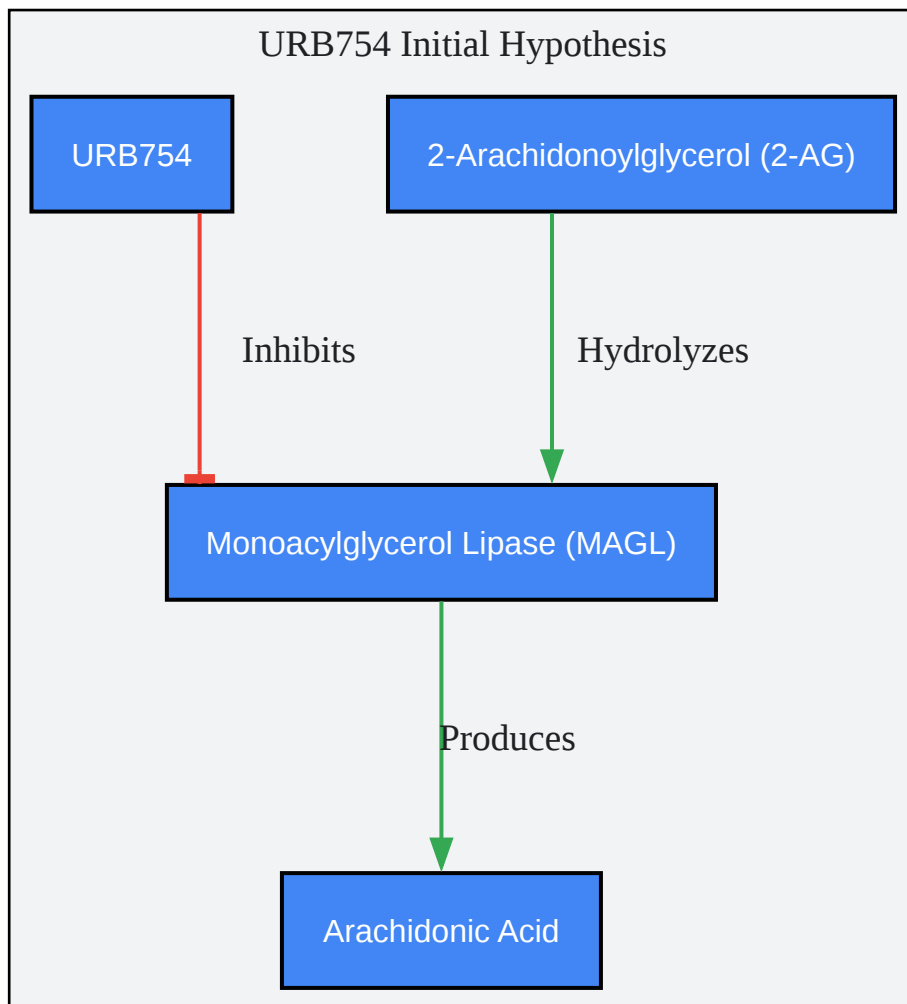 URB754 Initial Hypothesis
URB754
2-Arachidonoylglycerol (2-AG)
Inhibits
Hydrolyzes
Monoacylglycerol Lipase (MAGL)
Produces
Arachidonic Acid